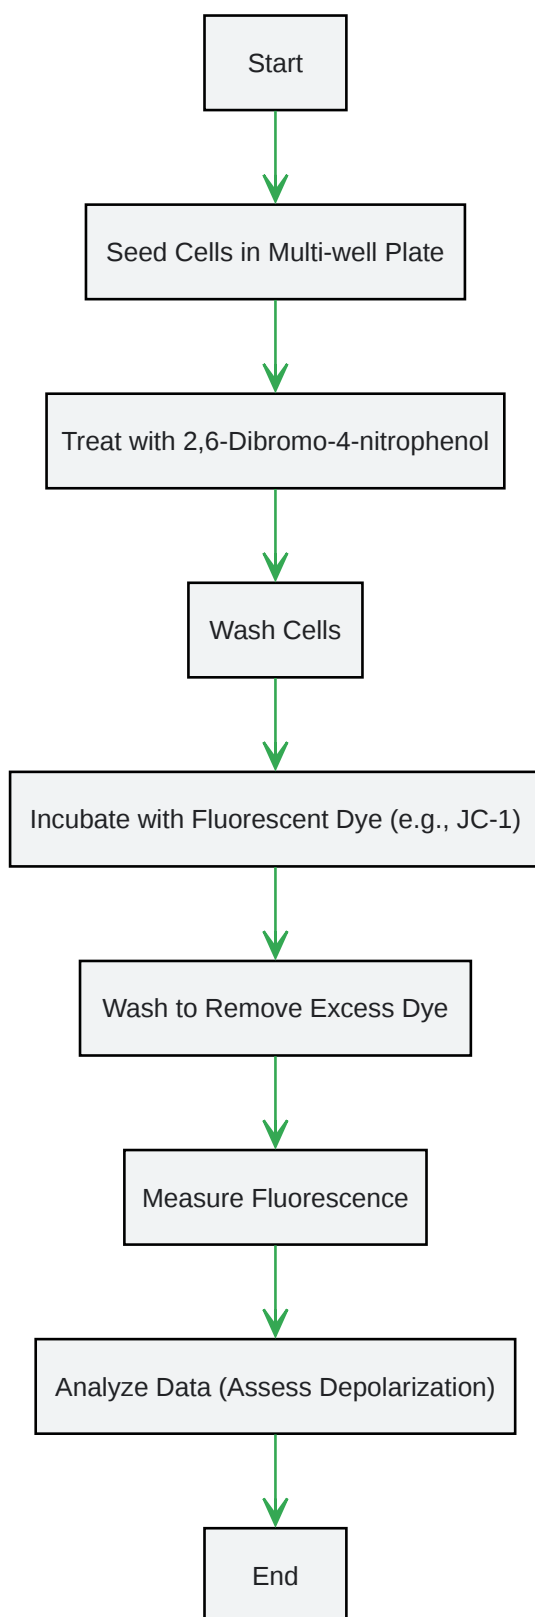 Start
Seed Cells in Multi-well Plate
Treat with 2,6-Dibromo-4-nitrophenol
Wash Cells
Incubate with Fluorescent Dye (e.g., JC-1)
Wash to Remove Excess Dye
Measure Fluorescence
Analyze Data (Assess Depolarization)
End